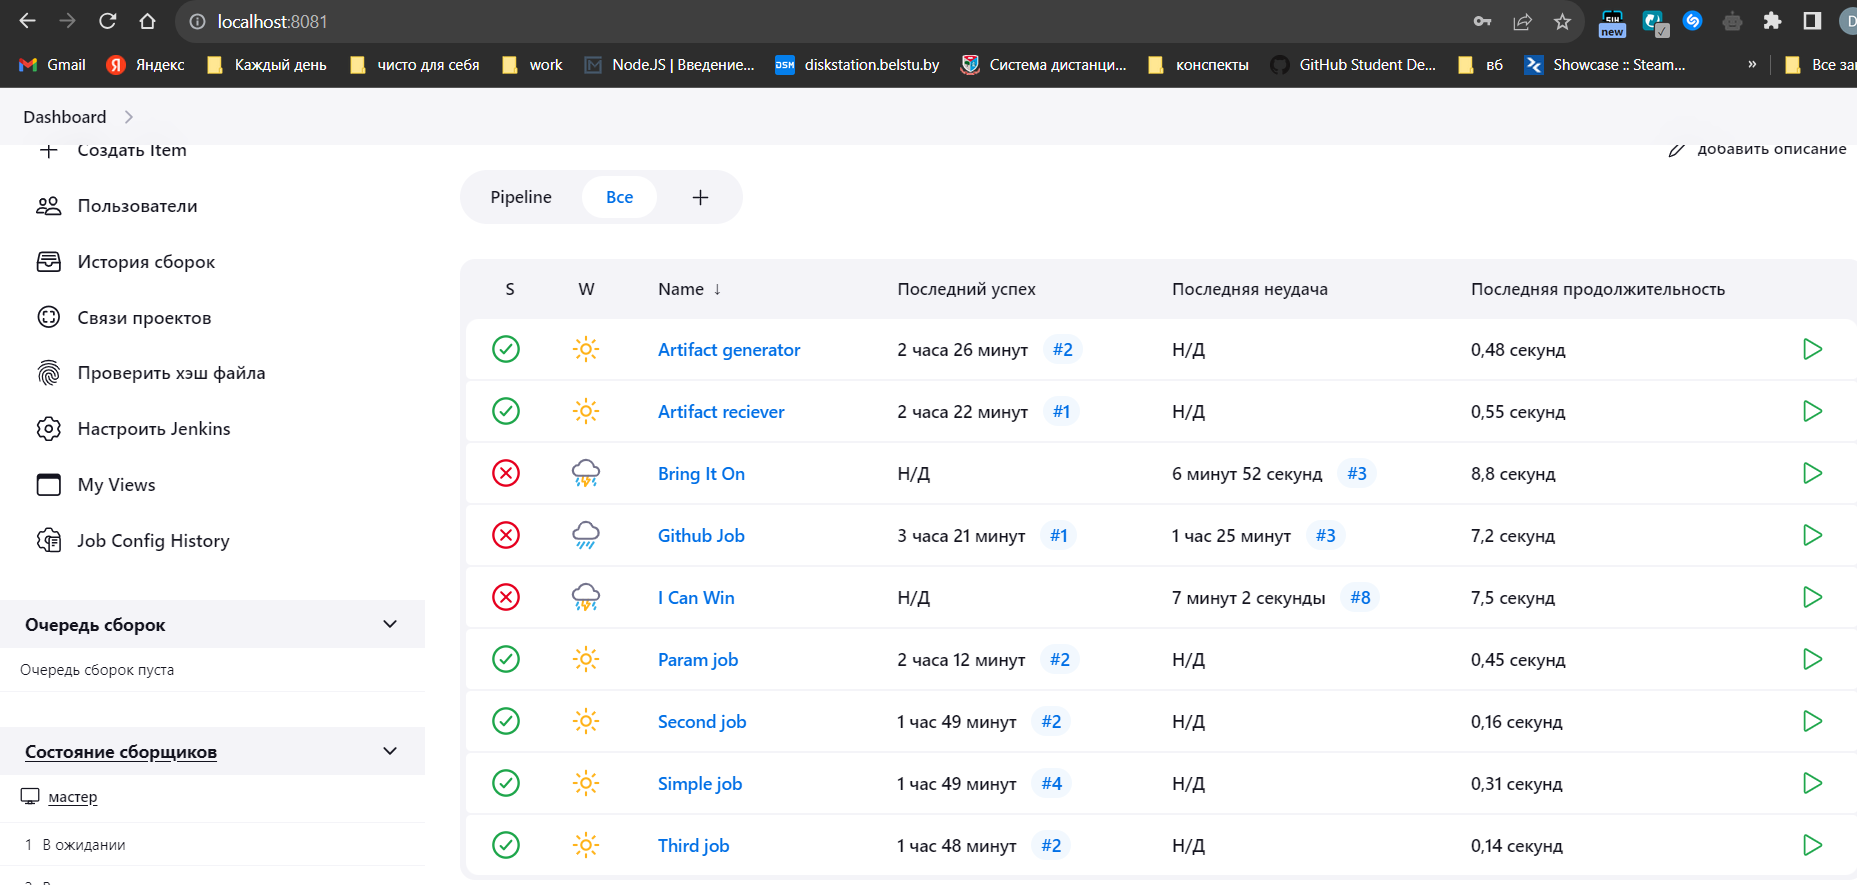 localhost:8081
new
D
Gmail
Яндекс
Каждый день
чисто для себя
work
NodeJS | Введение...
DSM
diskstation.belstu.by
Система дистанци...
конспекты
GitHub Student De...
вб
Showcase :: Steam...
»
Все за
Dashboard
Создать Item
добавить описание
Пользователи
История сборок
Связи проектов
Проверить хэш файла
Настроить Jenkins
My Views
Job Config History
Очередь сборок
Очередь сборок пуста
Состояние сборщиков
мастер
1 В ожидании
Pipeline Все +
S W Name ↓ Последний успех Последняя неудача Последняя продолжительность
Artifact generator 2 часа 26 минут #2 Н/Д 0,48 секунд
Artifact reciever 2 часа 22 минут #1 Н/Д 0,55 секунд
Bring It On Н/Д 6 минут 52 секунд #3 8,8 секунд
Github Job 3 часа 21 минут #1 1 час 25 минут #3 7,2 секунд
I Can Win Н/Д 7 минут 2 секунды #8 7,5 секунд
Param job 2 часа 12 минут #2 Н/Д 0,45 секунд
Second job 1 час 49 минут #2 Н/Д 0,16 секунд
Simple job 1 час 49 минут #4 Н/Д 0,31 секунд
Third job 1 час 48 минут #2 Н/Д 0,14 секунд